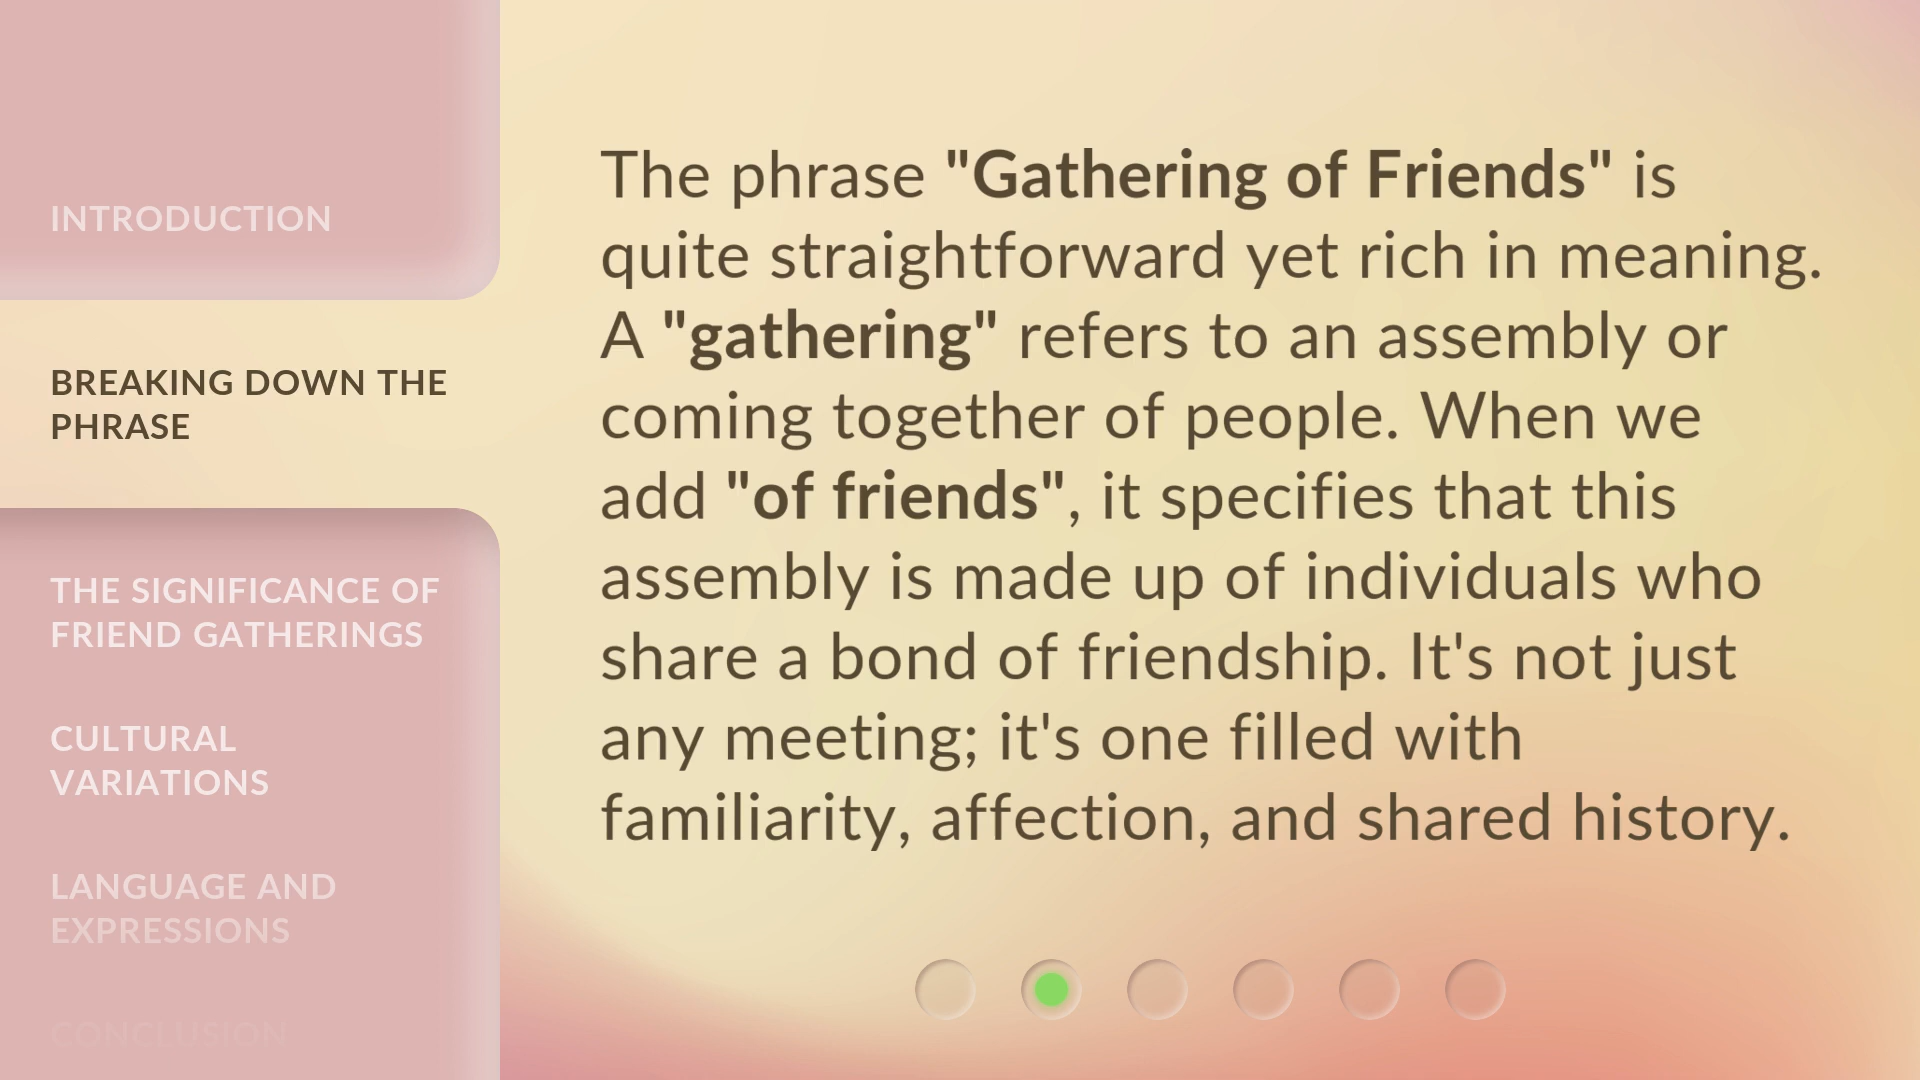 INTRODUCTION
BREAKING DOWN THE
PHRASE
THE SIGNIFICANCE OF
FRIEND GATHERINGS
CULTURAL
VARIATIONS
LANGUAGE AND
EXPRESSIONS
CONCLUSION
The phrase "Gathering of Friends" is
quite straightforward yet rich in meaning.
A "gathering" refers to an assembly or
coming together of people. When we
add "of friends", it specifies that this
assembly is made up of individuals who
share a bond of friendship. It's not just
any meeting; it's one filled with
familiarity, affection, and shared history.